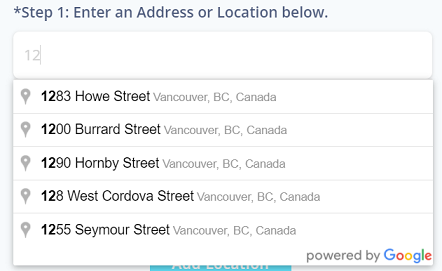 *Step 1: Enter an Address or Location below.
12
1283 Howe Street Vancouver, BC, Canada
1200 Burrard Street Vancouver, BC, Canada
1290 Hornby Street Vancouver, BC, Canada
128 West Cordova Street Vancouver, BC, Canada
1255 Seymour Street Vancouver, BC, Canada
powered by Google
Add Location